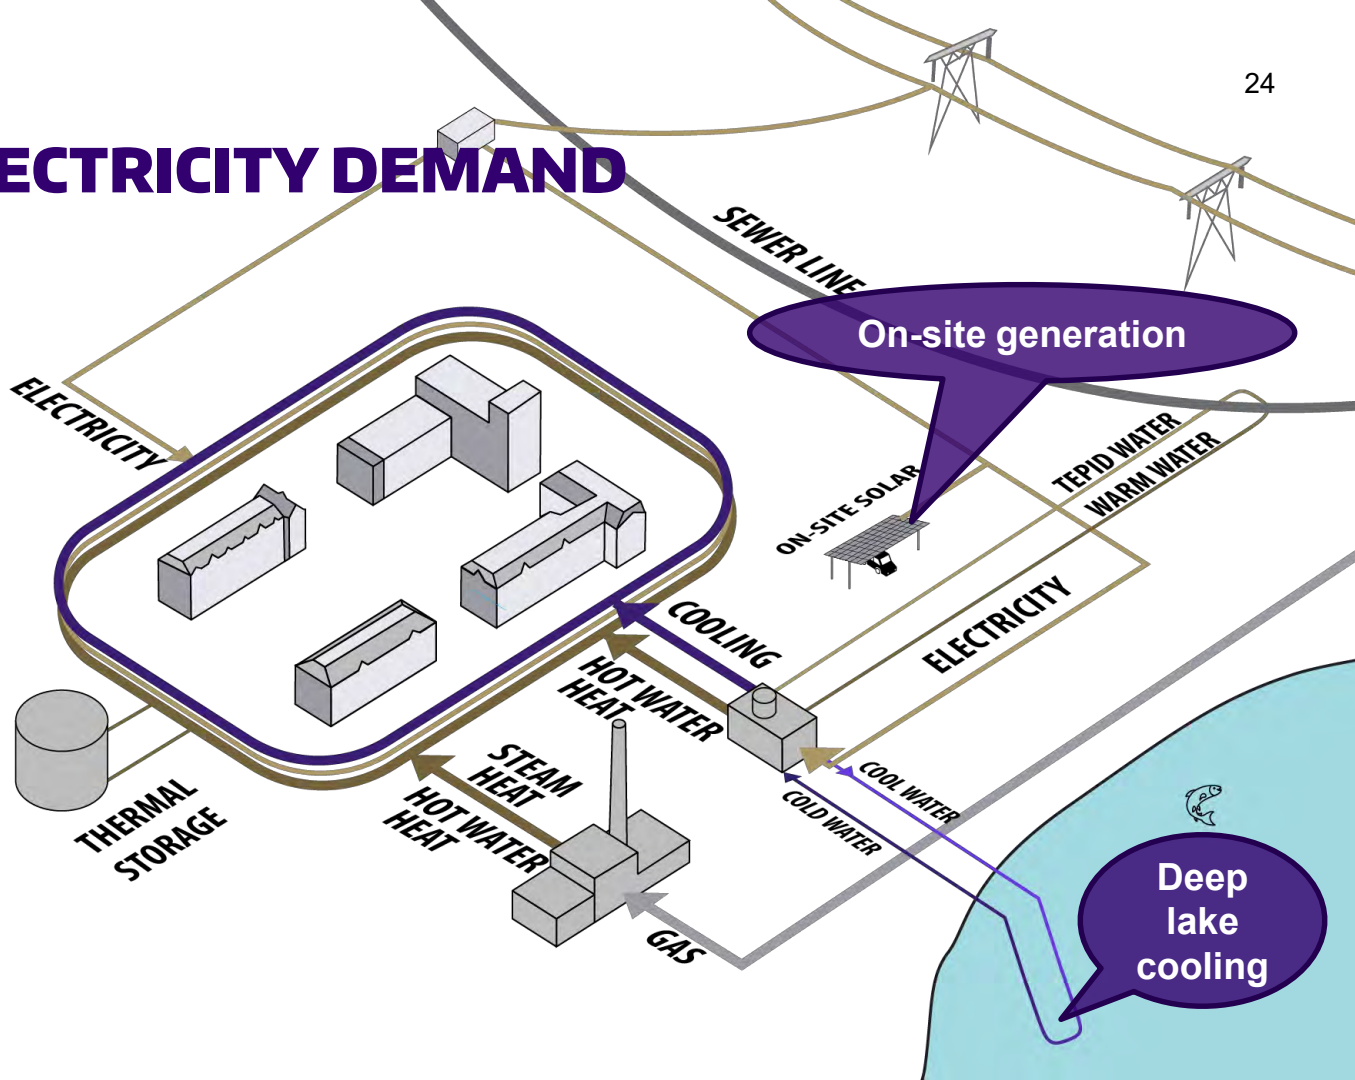 24
ECTRICITY DEMAND
SEWER LINE
On-site generation
ELECTRICITY
TEPID WATER
WARM WATER
ON-SITE SOLAR
ELECTRICITY
COOLING
HOT WATER
HEAT
STEAM
HEAT
HOT WATER
HEAT
COOL WATER
COLD WATER
THERMAL
STORAGE
GAS
Deep
lake
cooling